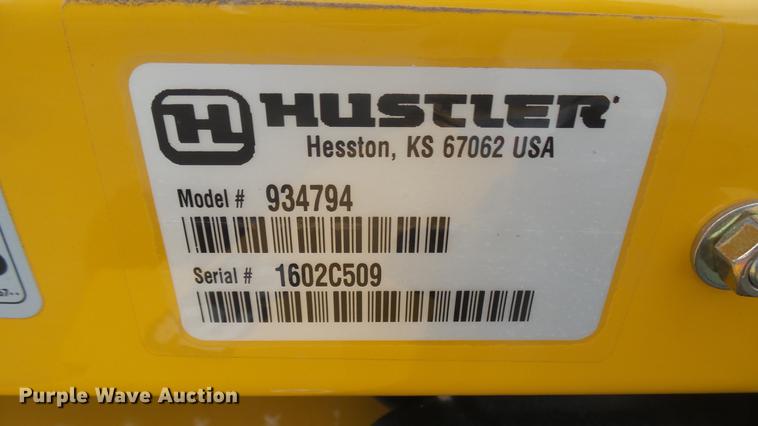 H HUSTLER
Hesston, KS 67062 USA
Model # 934794
Serial # 1602C509
Purple Wave Auction